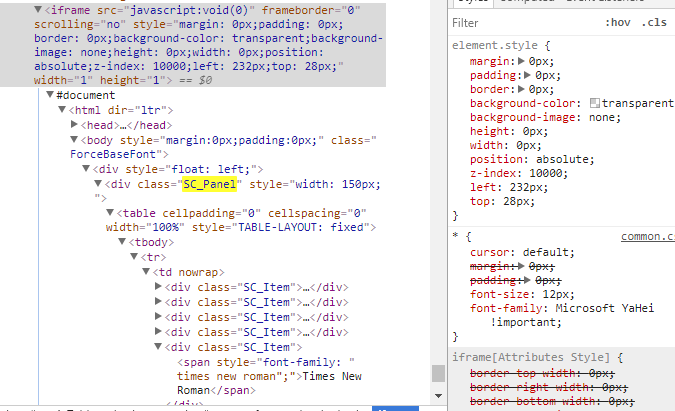 Filter :hov .cls
▼<iframe src="javascript:void(0)" frameborder="0"
scrolling="no" style="margin: 0px;padding: 0px;
border: 0px;background-color: transparent;background-
image: none;height: 0px;width: 0px;position:
absolute;z-index: 10000;left: 232px;top: 28px;"
width="1" height="1"> == $0
▼#document
▼<html dir="ltr">
▶<head>…</head>
▼<body style="margin:0px;padding:0px;" class="
ForceBaseFont">
▼<div style="float: left;">
▼<div class="SC_Panel" style="width: 150px;
">
▼<table cellpadding="0" cellspacing="0"
width="100%" style="TABLE-LAYOUT: fixed">
▼<tbody>
▼<tr>
▼<td nowrap>
▶<div class="SC_Item">…</div>
▶<div class="SC_Item">…</div>
▶<div class="SC_Item">…</div>
▶<div class="SC_Item">…</div>
▼<div class="SC_Item">
<span style="font-family: "
times new roman";">Times New
Roman</span>
</div>
element.style {
margin:▶0px;
padding:▶0px;
border:▶0px;
background-color: transparent
background-image: none;
height: 0px;
width: 0px;
position: absolute;
z-index: 10000;
left: 232px;
top: 28px;
}
* { common.cs
cursor: default;
margin:▶0px;
padding:▶0px;
font-size: 12px;
font-family: Microsoft YaHei
!important;
}
iframe[Attributes Style] {
border-top-width: 0px;
border-right-width: 0px;
border-bottom-width: 0px;